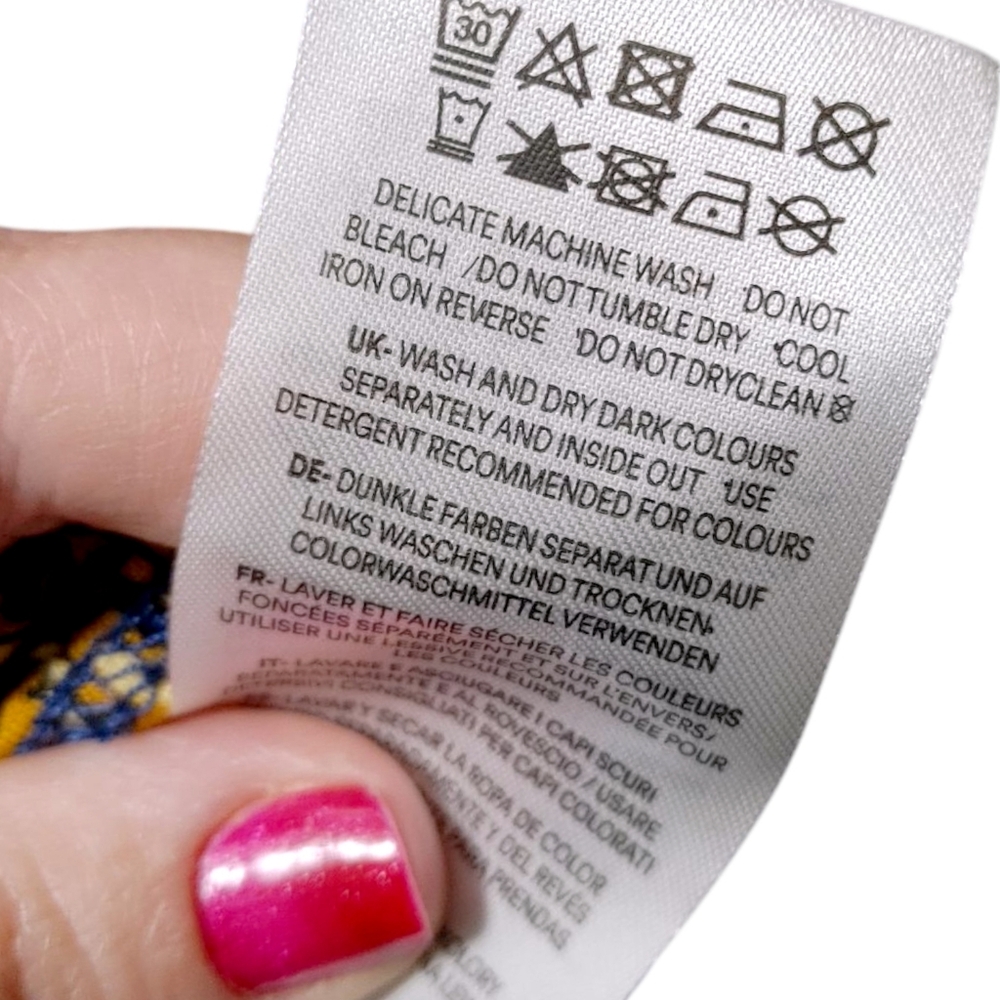 30
DELICATE MACHINE WASH DO NOT
BLEACH /DO NOT TUMBLE DRY COOL
IRON ON REVERSE DO NOT DRYCLEAN
UK- WASH AND DRY DARK COLOURS
SEPARATELY AND INSIDE OUT USE
DETERGENT RECOMMENDED FOR COLOURS
DE- DUNKLE FARBEN SEPARAT UND AUF
LINKS WASCHEN UND TROCKNEN,
COLORWASCHMITTEL VERWENDEN
FR- LAVER ET FAIRE SÉCHER LES COULEURS
FONCÉES SÉPARÉMENT ET SUR L'ENVERS/
UTILISER UNE LESSIVE RECOMMANDÉE POUR
LES COULEURS
IT- LAVARE E ASCIUGARE I CAPI SCURI
SEPARATAMENTE E AL ROVESCIO / USARE
CONSIGLIATI PER CAPI COLORATI
LAVAR Y SECAR LA ROPA DE COLOR
Y DEL REVÉS
PARA PRENDAS